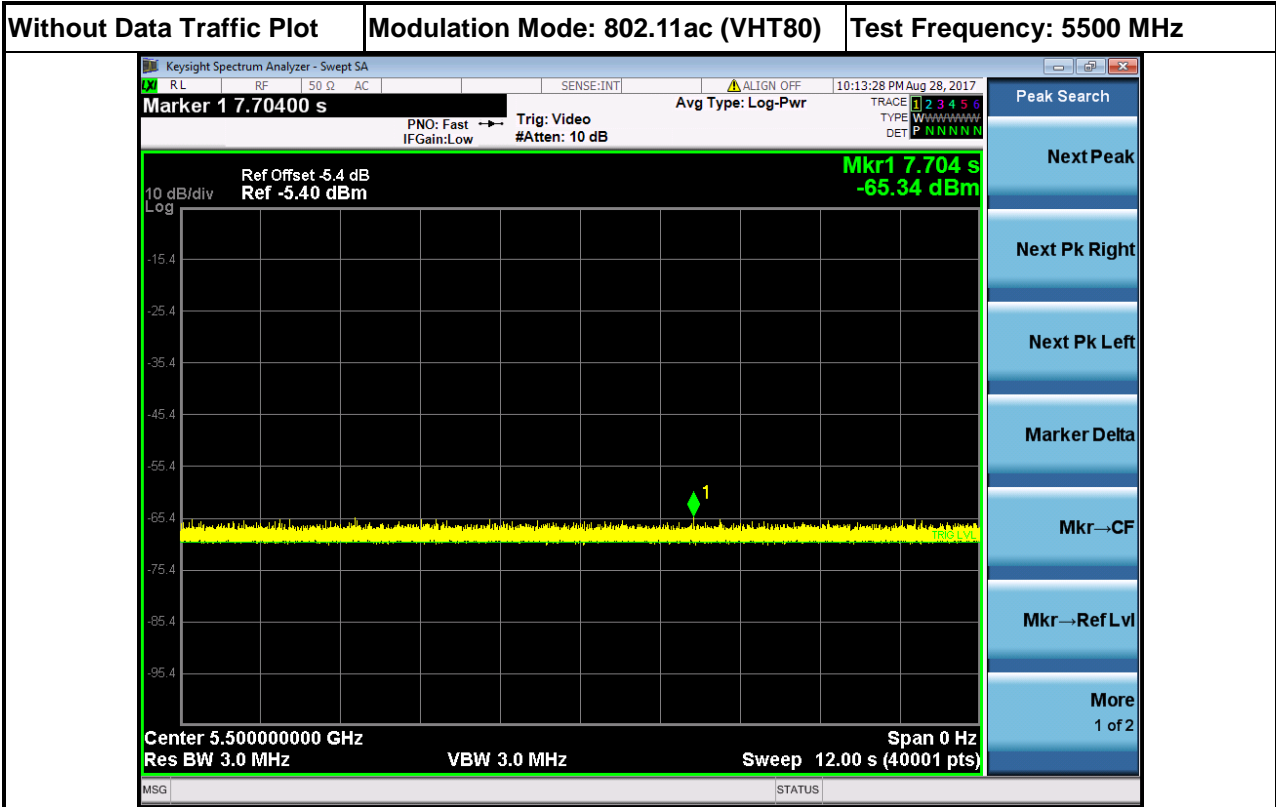 Without Data Traffic Plot
Modulation Mode: 802.11ac (VHT80)
Test Frequency: 5500 MHz
Keysight Spectrum Analyzer - Swept SA
LXI RL RF 50 Ω AC SENSE:INT ALIGN OFF 10:13:28 PM Aug 28, 2017
Marker 1 7.70400 s
PNO: Fast
IFGain:Low
Trig: Video
#Atten: 10 dB
Avg Type: Log-Pwr
TRACE 1 2 3 4 5 6
TYPE WWWWWW
DET P N N N N N
Ref Offset -5.4 dB
10 dB/div Ref -5.40 dBm
Log
Mkr1 7.704 s
-65.34 dBm
-15.4
-25.4
-35.4
-45.4
-55.4
-65.4
-75.4
-85.4
-95.4
1
TRIG LVL
Center 5.500000000 GHz
Span 0 Hz
Res BW 3.0 MHz
VBW 3.0 MHz
Sweep 12.00 s (40001 pts)
MSG
STATUS
Peak Search
Next Peak
Next Pk Right
Next Pk Left
Marker Delta
Mkr→CF
Mkr→Ref Lvl
More
1 of 2